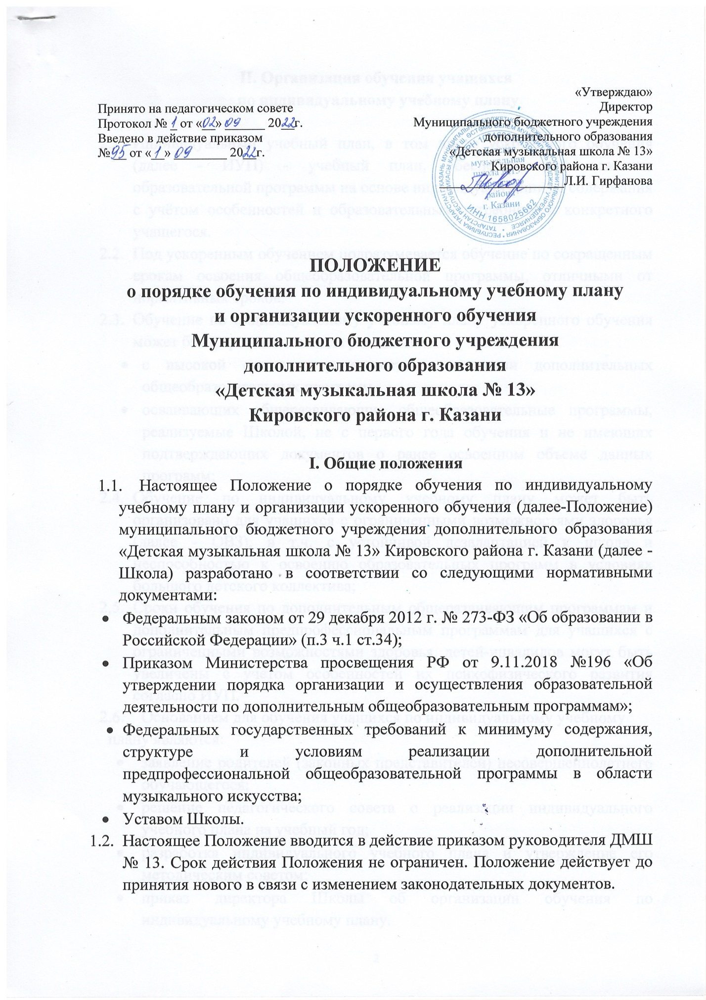 Принято на педагогическом совете
Протокол № 1 от «02» 09 2022г.
Введено в действие приказом
№95 от «1» 09 2022г.
«Утверждаю»
Директор
Муниципального бюджетного учреждения
дополнительного образования
«Детская музыкальная школа № 13»
Кировского района г. Казани
Л.И. Гирфанова
г. Казани
ИНН 1658025662
ПОЛОЖЕНИЕ
о порядке обучения по индивидуальному учебному плану
и организации ускоренного обучения
Муниципального бюджетного учреждения
дополнительного образования
«Детская музыкальная школа № 13»
Кировского района г. Казани
I. Общие положения
1.1. Настоящее Положение о порядке обучения по индивидуальному
учебному плану и организации ускоренного обучения (далее-Положение)
муниципального бюджетного учреждения дополнительного образования
«Детская музыкальная школа № 13» Кировского района г. Казани (далее -
Школа) разработано в соответствии со следующими нормативными
документами:
• Федеральным законом от 29 декабря 2012 г. № 273-ФЗ «Об образовании в
Российской Федерации» (п.3 ч.1 ст.34);
• Приказом Министерства просвещения РФ от 9.11.2018 №196 «Об
утверждении порядка организации и осуществления образовательной
деятельности по дополнительным общеобразовательным программам»;
• Федеральных государственных требований к минимуму содержания,
структуре и условиям реализации дополнительной
предпрофессиональной общеобразовательной программы в области
музыкального искусства;
• Уставом Школы.
1.2. Настоящее Положение вводится в действие приказом руководителя ДМШ
№ 13. Срок действия Положения не ограничен. Положение действует до
принятия нового в связи с изменением законодательных документов.